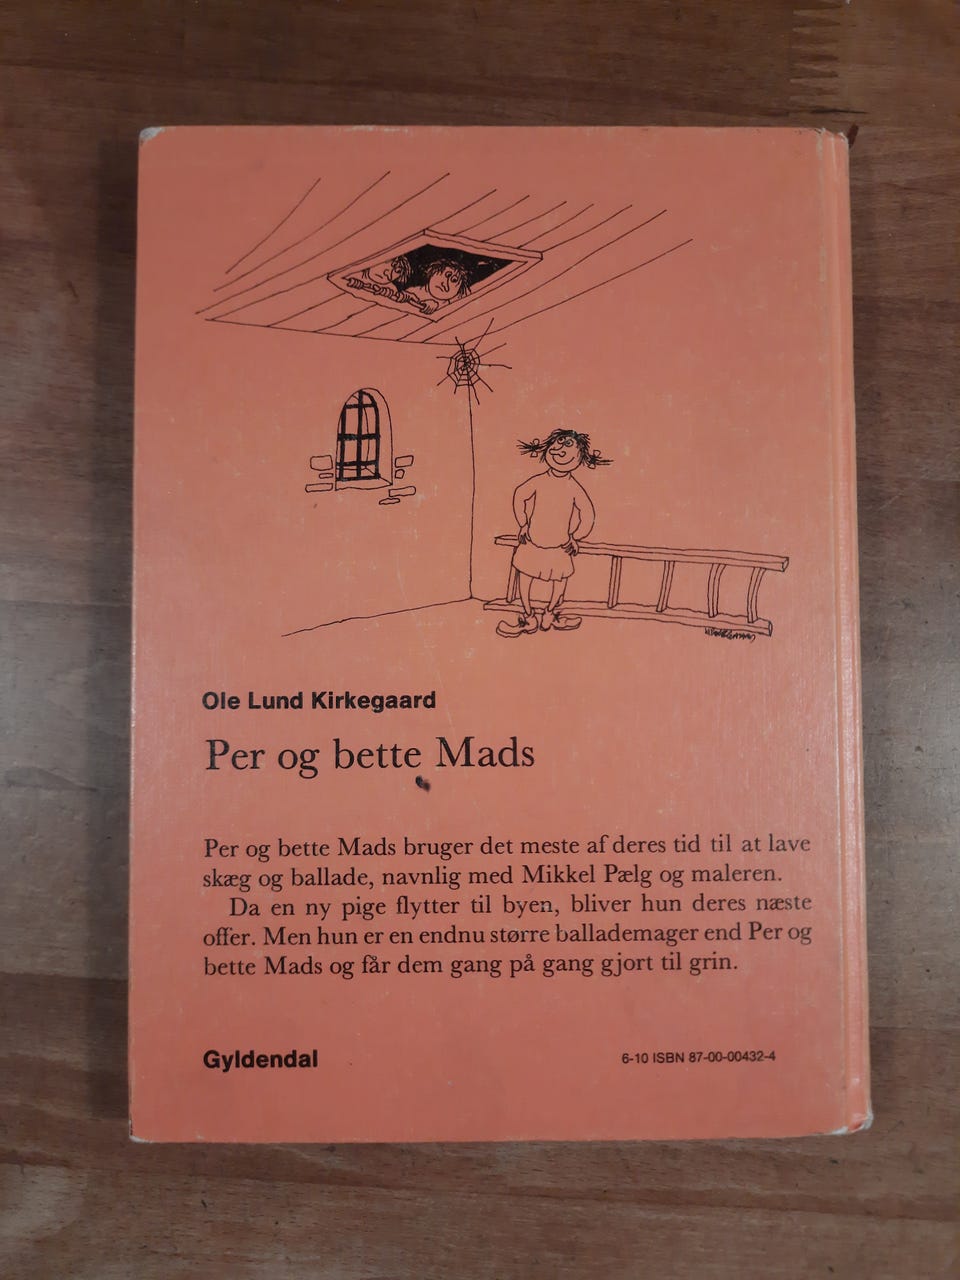 Ole Lund Kirkegaard
Per og bette Mads
Per og bette Mads bruger det meste af deres tid til at lave
skæg og ballade, navnlig med Mikkel Pælg og maleren.
Da en ny pige flytter til byen, bliver hun deres næste
offer. Men hun er en endnu større ballademager end Per og
bette Mads og får dem gang på gang gjort til grin.
Gyldendal
6-10 ISBN 87-00-00432-4